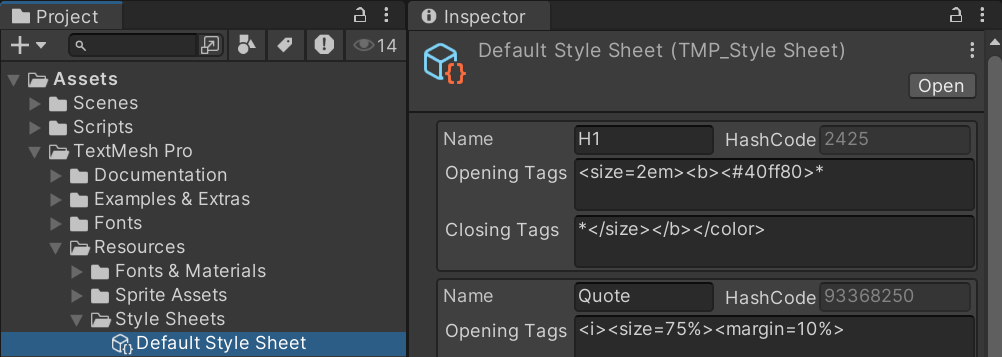 Project
14
Assets
Scenes
Scripts
TextMesh Pro
Documentation
Examples & Extras
Fonts
Resources
Fonts & Materials
Sprite Assets
Style Sheets
Default Style Sheet
Inspector
Default Style Sheet (TMP_Style Sheet)
Open
Name H1 HashCode 2425
Opening Tags <size=2em><b><#40ff80>*
Closing Tags *</size></b></color>
Name Quote HashCode 93368250
Opening Tags <i><size=75%><margin=10%>